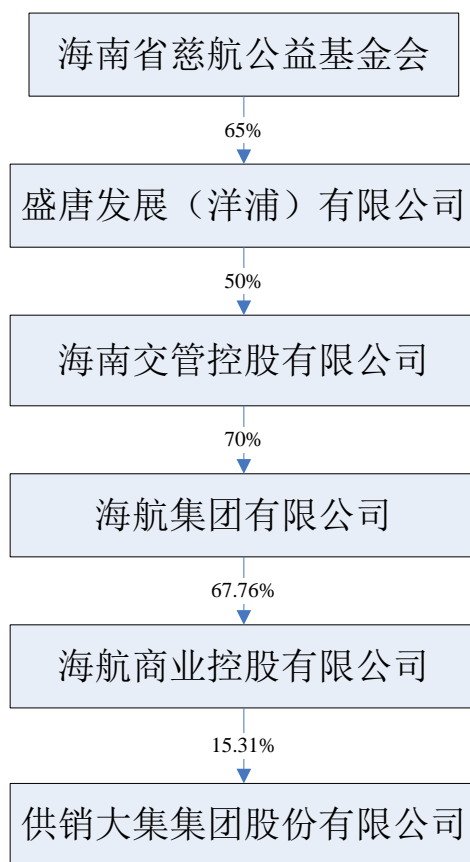 海南省慈航公益基金会
65%
盛唐发展（洋浦）有限公司
50%
海南交管控股有限公司
70%
海航集团有限公司
67.76%
海航商业控股有限公司
15.31%
供销大集集团股份有限公司